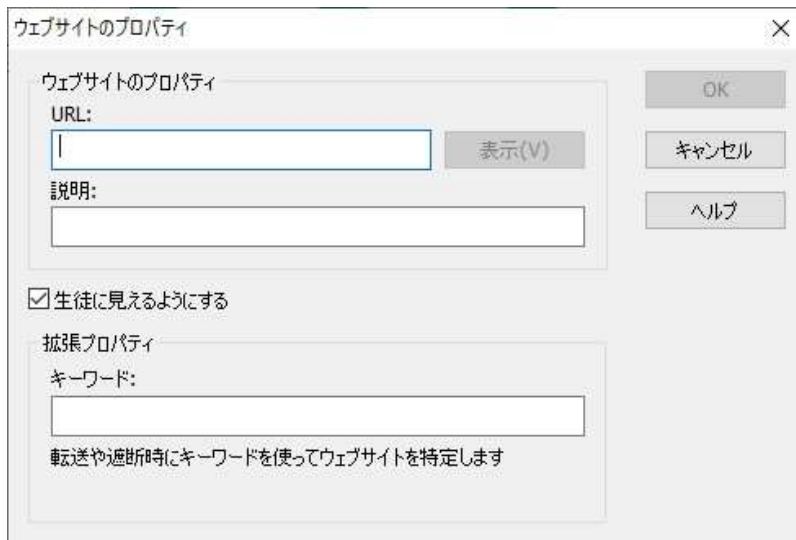 ウェブサイトのプロパティ
ウェブサイトのプロパティ
OK
URL:
表示(V)
キャンセル
説明:
ヘルプ
生徒に見えるようにする
拡張プロパティ
キーワード:
転送や遮断時にキーワードを使ってウェブサイトを特定します